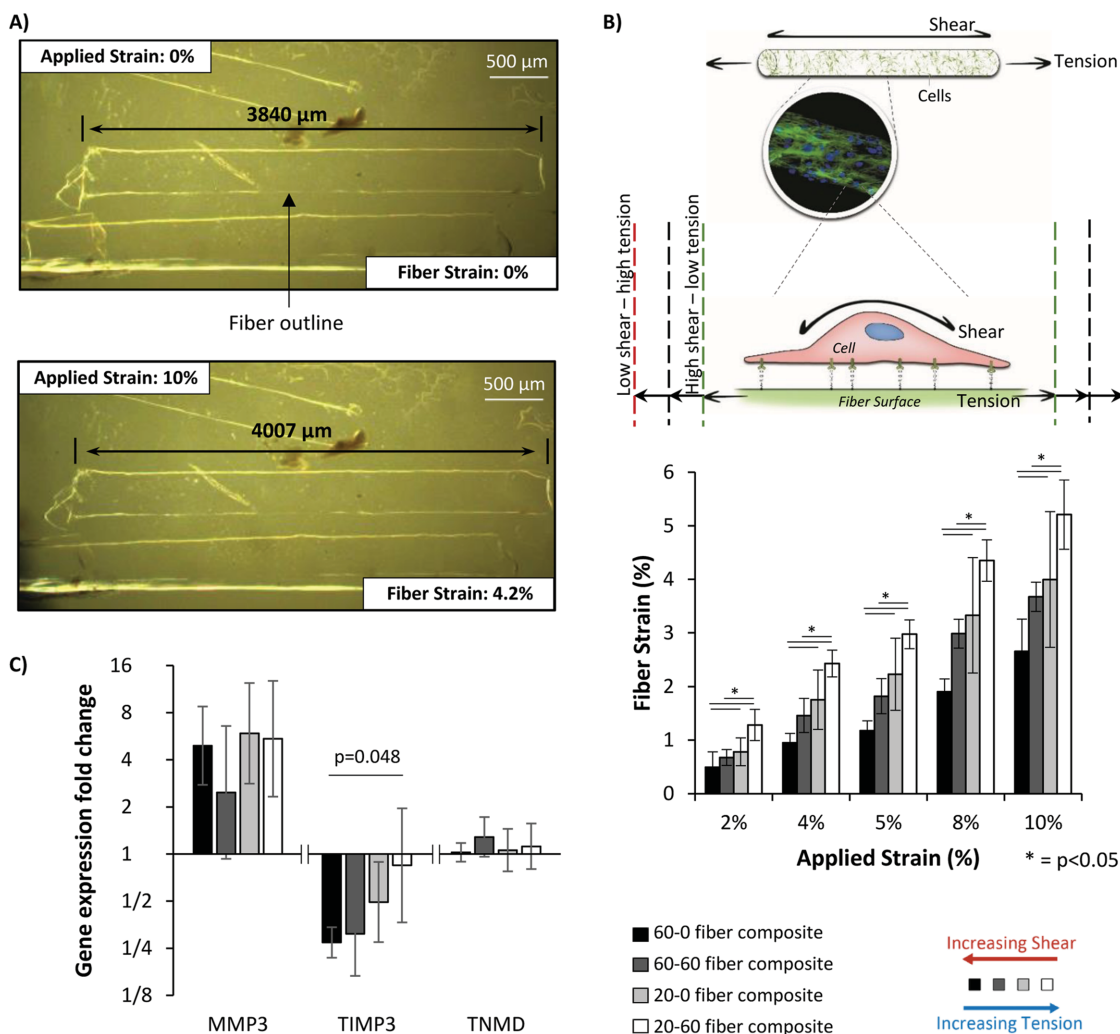 A)
Applied Strain: 0%
500 µm
3840 µm
Fiber Strain: 0%
Fiber outline
Applied Strain: 10%
500 µm
4007 µm
Fiber Strain: 4.2%
B)
Shear
Tension
Cells
Low shear – high tension
High shear – low tension
Shear
Cell
Fiber Surface
Tension
Fiber Strain (%)
6
5
4
3
2
1
0
*
*
*
*
*
2%
4%
5%
8%
10%
Applied Strain (%)
* = p<0.05
C)
Gene expression fold change
16
8
4
2
1
1/2
1/4
1/8
p=0.048
MMP3
TIMP3
TNMD
60-0 fiber composite
60-60 fiber composite
20-0 fiber composite
20-60 fiber composite
Increasing Shear
Increasing Tension